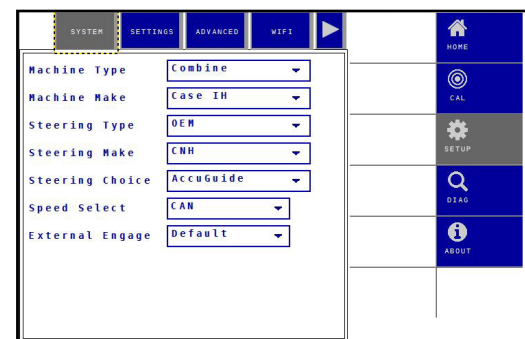 SYSTEM SETTINGS ADVANCED WIFI
Machine Type Combine
Machine Make Case IH
Steering Type OEM
Steering Make CNH
Steering Choice AccuGuide
Speed Select CAN
External Engage Default
HOME
CAL
SETUP
DIAG
ABOUT